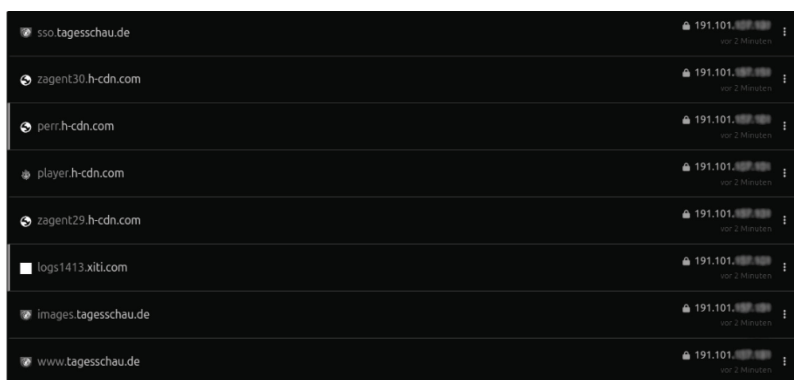 sso.tagesschau.de
191.101.
vor 2 Minuten
zagent30.h-cdn.com
191.101.
vor 2 Minuten
perr.h-cdn.com
191.101.
vor 2 Minuten
player.h-cdn.com
191.101.
vor 2 Minuten
zagent29.h-cdn.com
191.101.
vor 2 Minuten
logs1413.xiti.com
191.101.
vor 2 Minuten
images.tagesschau.de
191.101.
vor 2 Minuten
www.tagesschau.de
191.101.
vor 2 Minuten